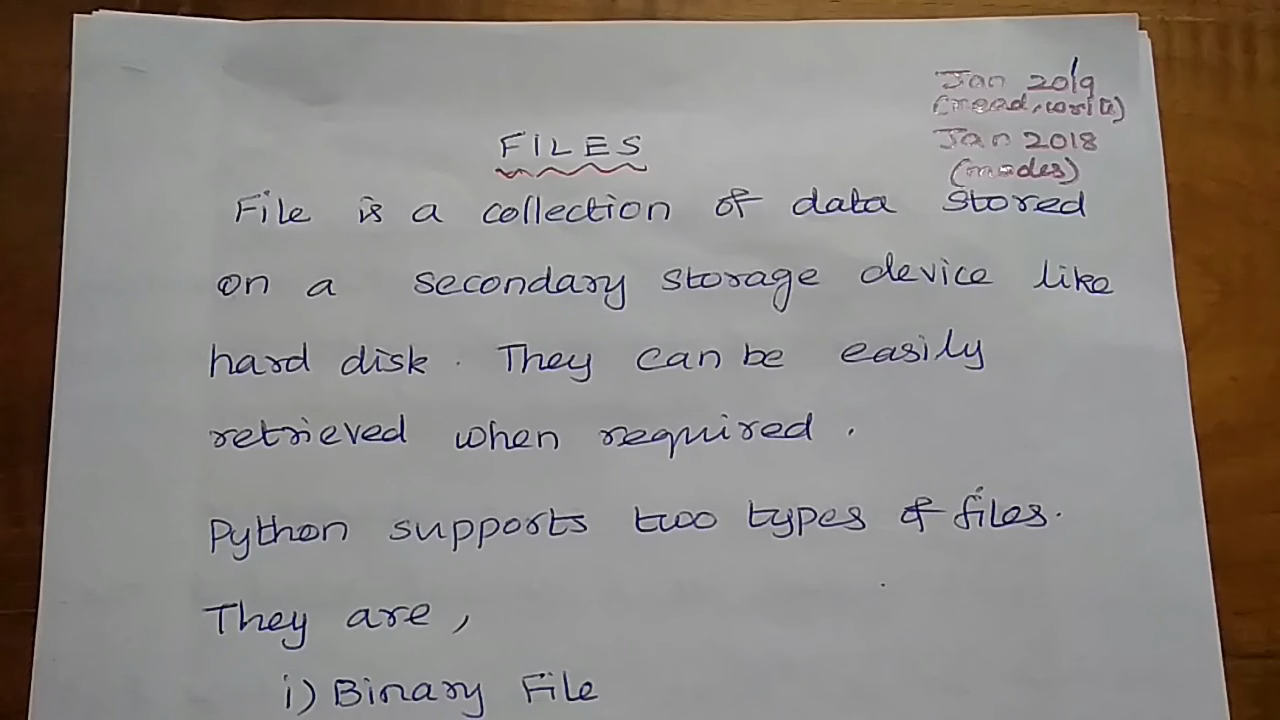 Jan 2019
(read, write)
Jan 2018
(modes)
FILES
File is a collection of data stored
on a secondary storage device like
hard disk. They can be easily
retrieved when required.
Python supports two types of files.
They are,
i) Binary File